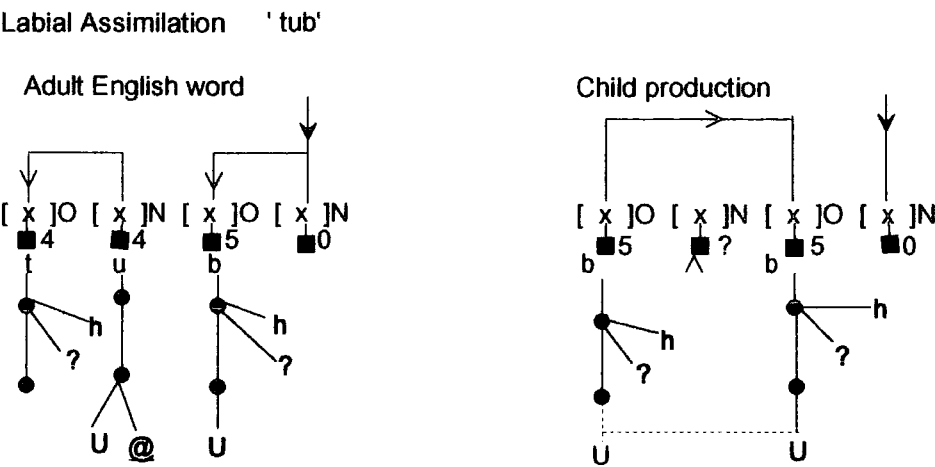 Labial Assimilation ' tub'
Adult English word Child production
[ x ]O [ x ]N [ x ]O [ x ]N [ x ]O [ x ]N [ x ]O [ x ]N
4 4 5 0 5 ? 5 0
t u b b ʌ b
h h h h
? ? ? ?
U @ U U U